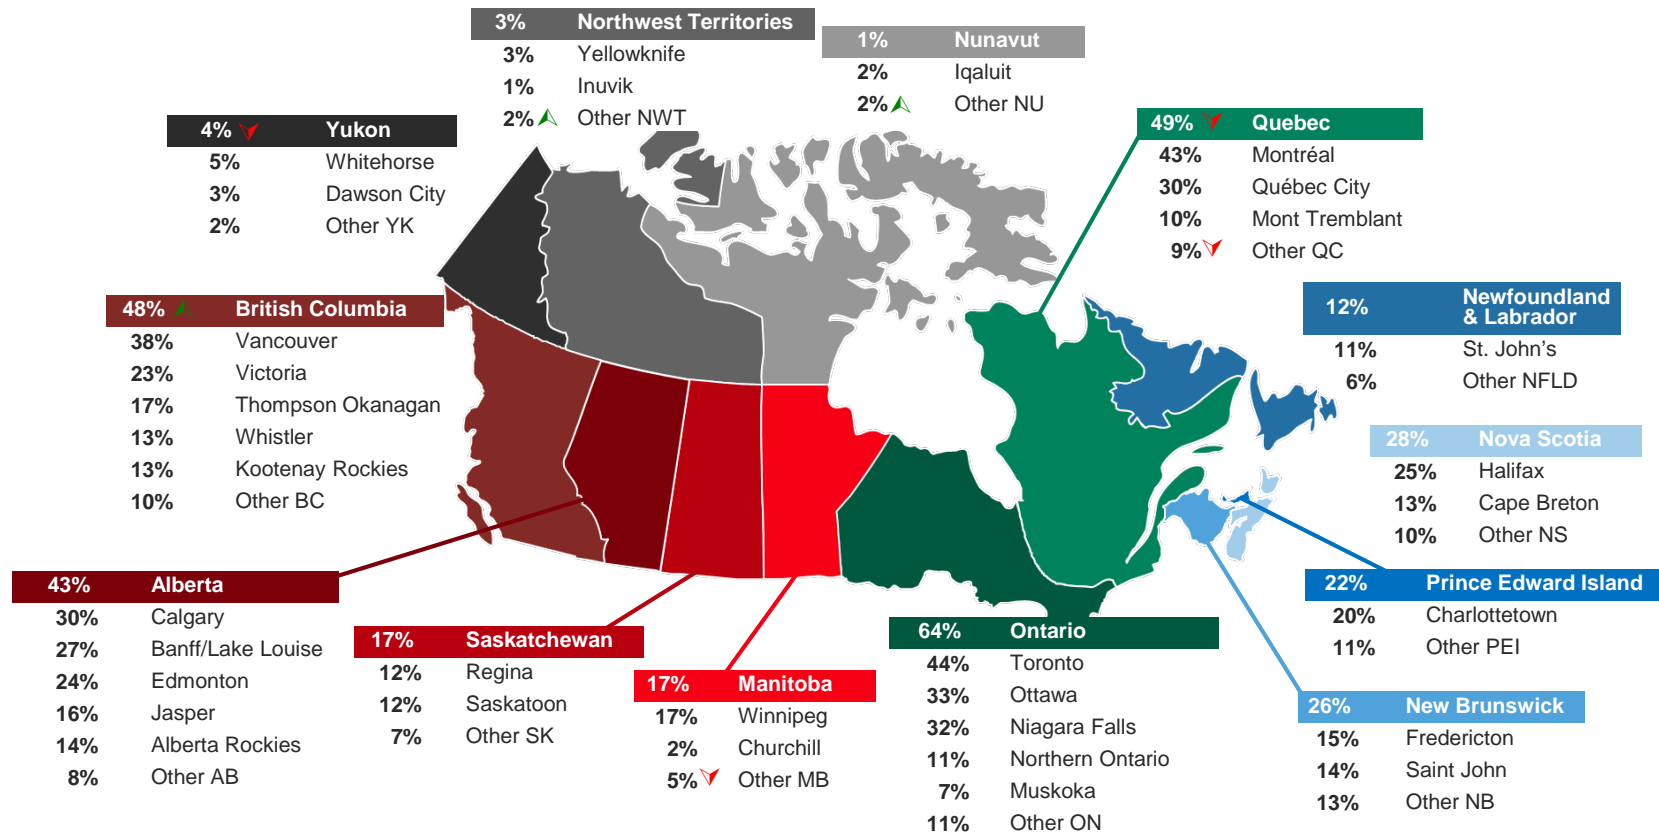 3% Northwest Territories
3% Yellowknife
1% Inuvik
2% Other NWT
1% Nunavut
2% Iqaluit
2% Other NU
4% Yukon
5% Whitehorse
3% Dawson City
2% Other YK
49% Quebec
43% Montréal
30% Québec City
10% Mont Tremblant
9% Other QC
48% British Columbia
38% Vancouver
23% Victoria
17% Thompson Okanagan
13% Whistler
13% Kootenay Rockies
10% Other BC
12% Newfoundland
& Labrador
11% St. John’s
6% Other NFLD
28% Nova Scotia
25% Halifax
13% Cape Breton
10% Other NS
43% Alberta
30% Calgary
27% Banff/Lake Louise
24% Edmonton
16% Jasper
14% Alberta Rockies
8% Other AB
17% Saskatchewan
12% Regina
12% Saskatoon
7% Other SK
17% Manitoba
17% Winnipeg
2% Churchill
5% Other MB
64% Ontario
44% Toronto
33% Ottawa
32% Niagara Falls
11% Northern Ontario
7% Muskoka
11% Other ON
22% Prince Edward Island
20% Charlottetown
11% Other PEI
26% New Brunswick
15% Fredericton
14% Saint John
13% Other NB